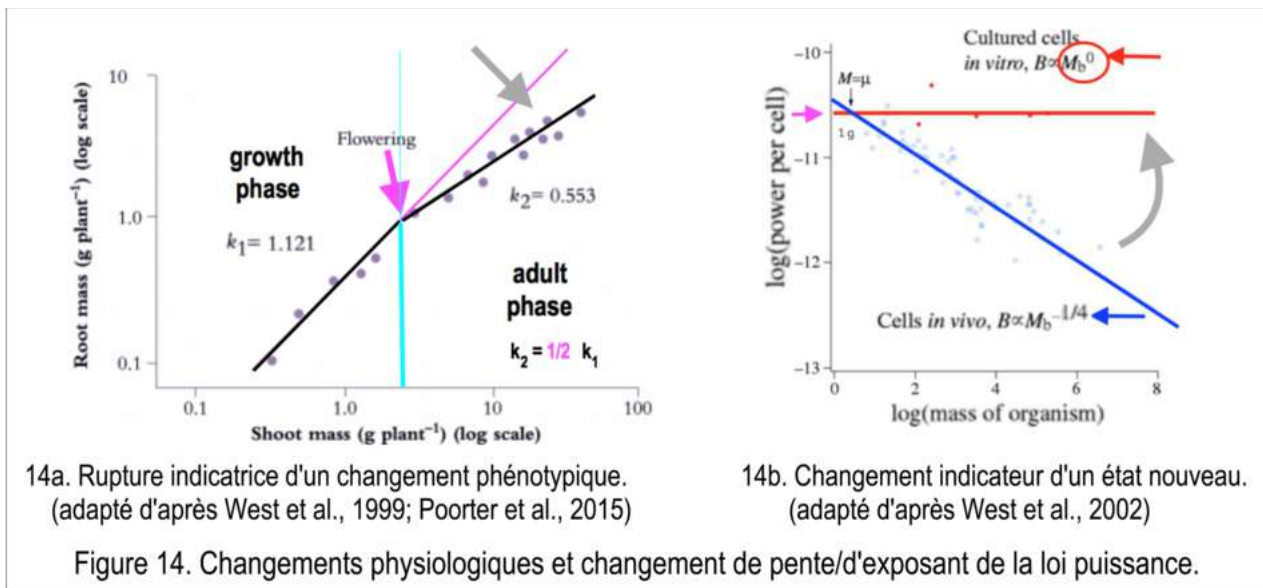 10
1.0
0.1
Root mass (g plant⁻¹) (log scale)
growth
phase
k₁= 1.121
Flowering
k₂= 0.553
adult
phase
k₂ = 1/2 k₁
0.1
1.0
10
100
Shoot mass (g plant⁻¹) (log scale)
14a. Rupture indicatrice d'un changement phénotypique.
(adapté d'après West et al., 1999; Poorter et al., 2015)
−10
−11
−12
−13
log(power per cell)
Cultured cells
in vitro, B∝M_b⁰
M=μ
1 g
Cells in vivo, B∝M_b⁻¹/⁴
0
2
4
6
8
log(mass of organism)
14b. Changement indicateur d'un état nouveau.
(adapté d'après West et al., 2002)
Figure 14. Changements physiologiques et changement de pente/d'exposant de la loi puissance.